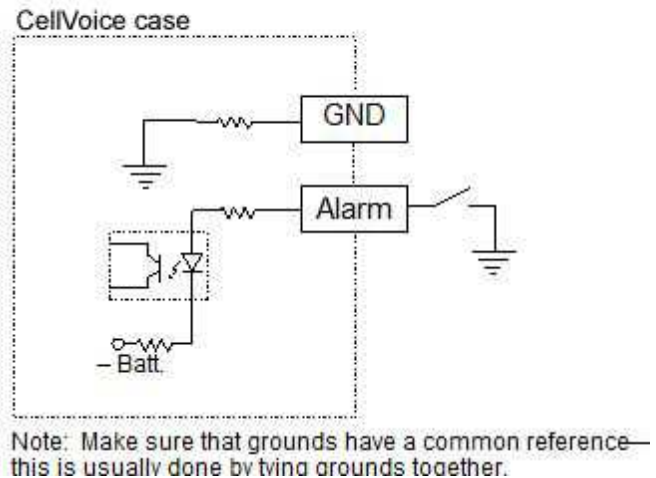 CellVoice case
GND
Alarm
– Batt.
Note: Make sure that grounds have a common reference—
this is usually done by tying grounds together.